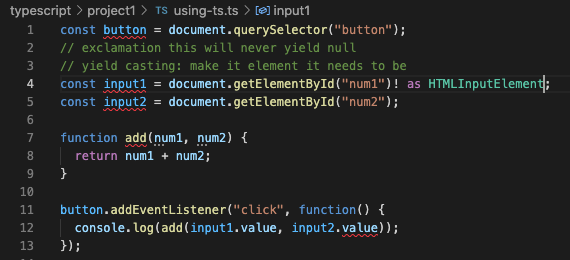 typescript > project1 > TS using-ts.ts > input1
1 const button = document.querySelector("button");
2 // exclamation this will never yield null
3 // yield casting: make it element it needs to be
4 const input1 = document.getElementById("num1")! as HTMLInputElement;
5 const input2 = document.getElementById("num2");
6
7 function add(num1, num2) {
8 return num1 + num2;
9 }
10
11 button.addEventListener("click", function() {
12 console.log(add(input1.value, input2.value));
13 });